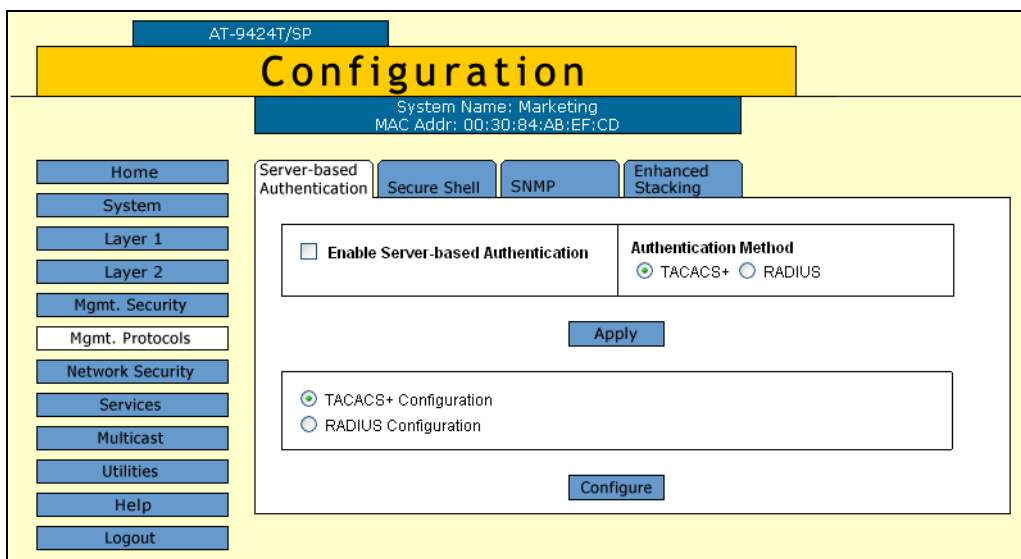 AT-9424T/SP
Configuration
System Name: Marketing
MAC Addr: 00:30:84:AB:EF:CD
Home
System
Layer 1
Layer 2
Mgmt. Security
Mgmt. Protocols
Network Security
Services
Multicast
Utilities
Help
Logout
Server-based
Authentication
Secure Shell
SNMP
Enhanced
Stacking
Enable Server-based Authentication
Authentication Method
TACACS+ RADIUS
Apply
TACACS+ Configuration
RADIUS Configuration
Configure